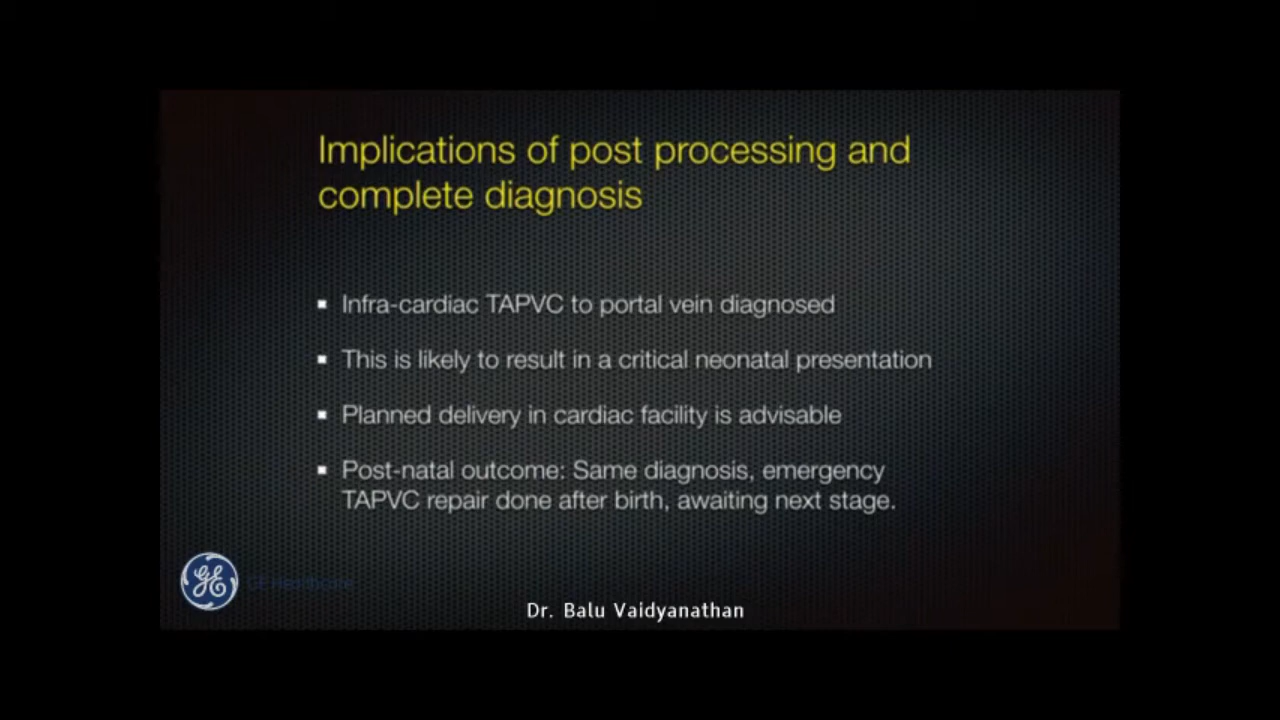 Implications of post processing and
complete diagnosis
▪ Infra-cardiac TAPVC to portal vein diagnosed
▪ This is likely to result in a critical neonatal presentation
▪ Planned delivery in cardiac facility is advisable
▪ Post-natal outcome: Same diagnosis, emergency
TAPVC repair done after birth, awaiting next stage.
GE GE Healthcare
Dr. Balu Vaidyanathan